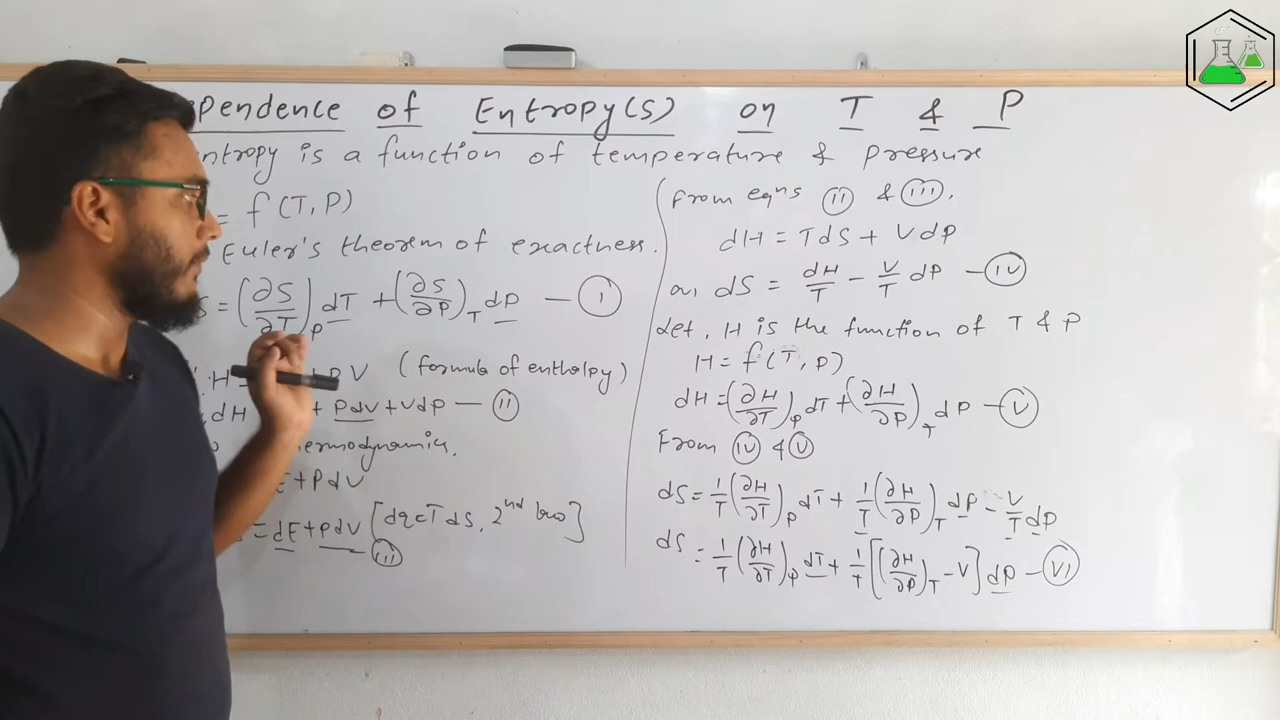 pendence of Entropy(S) on T & P
ntropy is a function of temperature & pressure
= f(T, P)
Euler's theorem of exactness.
S = (∂S/∂T)_P dT + (∂S/∂P)_T dP — (I)
H = + PV (formula of enthalpy)
dH + PdV + VdP — (II)
ermodynamics.
E + PdV
= dE + PdV [dq = TdS, 2nd law]
(III)
From eqns (II) & (III),
dH = TdS + VdP
or, dS = dH/T - V/T dP — (IV)
Let, H is the function of T & P
H = f(T, P)
dH = (∂H/∂T)_P dT + (∂H/∂P)_T dP — (V)
From (IV) & (V)
dS = 1/T (∂H/∂T)_P dT + 1/T (∂H/∂P)_T dP - V/T dP
dS = 1/T (∂H/∂T)_P dT + 1/T [(∂H/∂P)_T - V] dP — (VI)